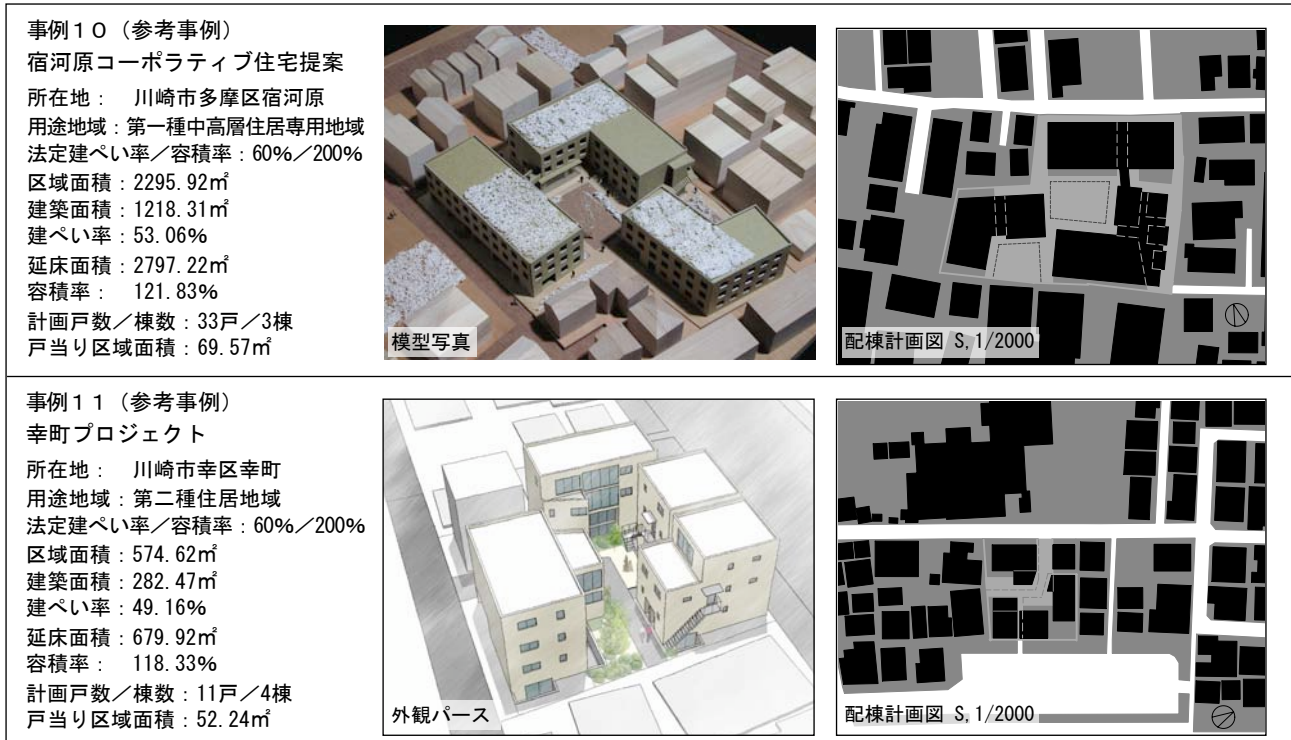 事例１０（参考事例）
宿河原コーポラティブ住宅提案
所在地： 川崎市多摩区宿河原
用途地域：第一種中高層住居専用地域
法定建ぺい率／容積率：60%／200%
区域面積：2295.92㎡
建築面積：1218.31㎡
建ぺい率：53.06%
延床面積：2797.22㎡
容積率： 121.83%
計画戸数／棟数：33戸／3棟
戸当り区域面積：69.57㎡
模型写真
配棟計画図 S,1/2000
事例１１（参考事例）
幸町プロジェクト
所在地： 川崎市幸区幸町
用途地域：第二種住居地域
法定建ぺい率／容積率：60%／200%
区域面積：574.62㎡
建築面積：282.47㎡
建ぺい率：49.16%
延床面積：679.92㎡
容積率： 118.33%
計画戸数／棟数：11戸／4棟
戸当り区域面積：52.24㎡
外観パース
配棟計画図 S,1/2000